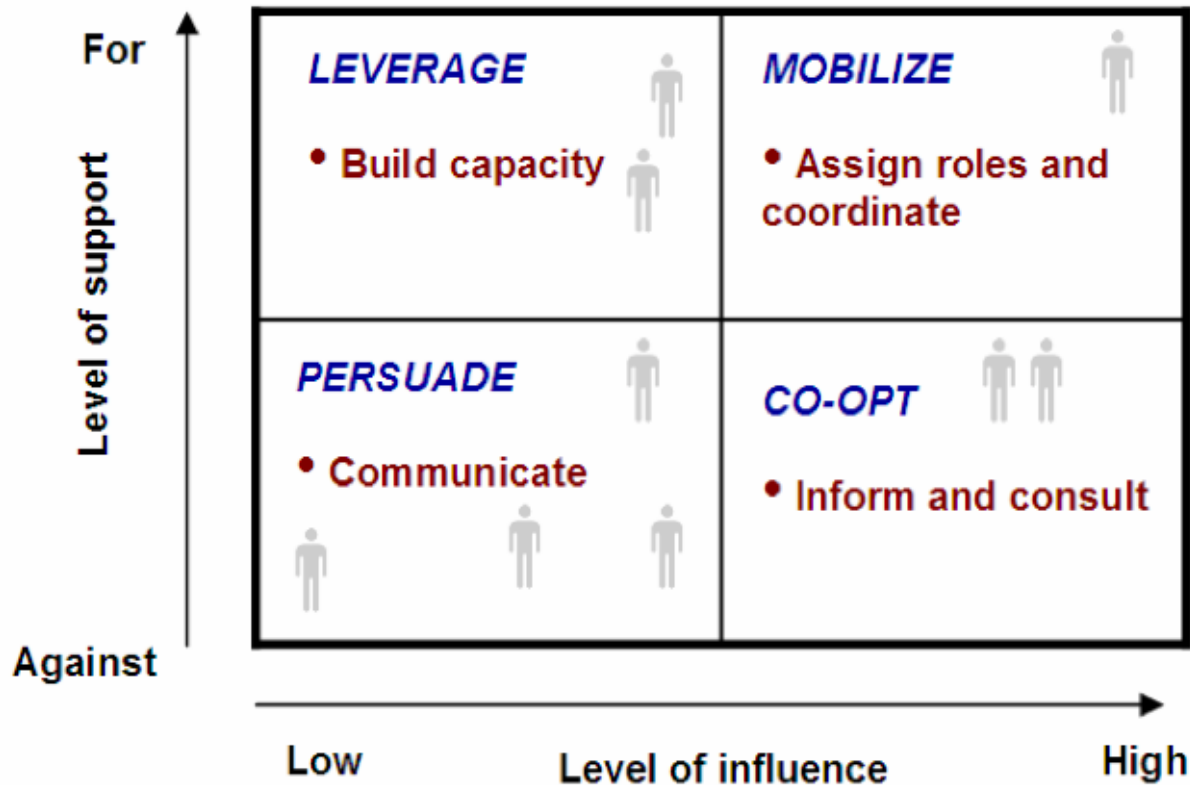 For
Level of support
Against
LEVERAGE
• Build capacity
MOBILIZE
• Assign roles and
coordinate
PERSUADE
• Communicate
CO-OPT
• Inform and consult
Low
Level of influence
High